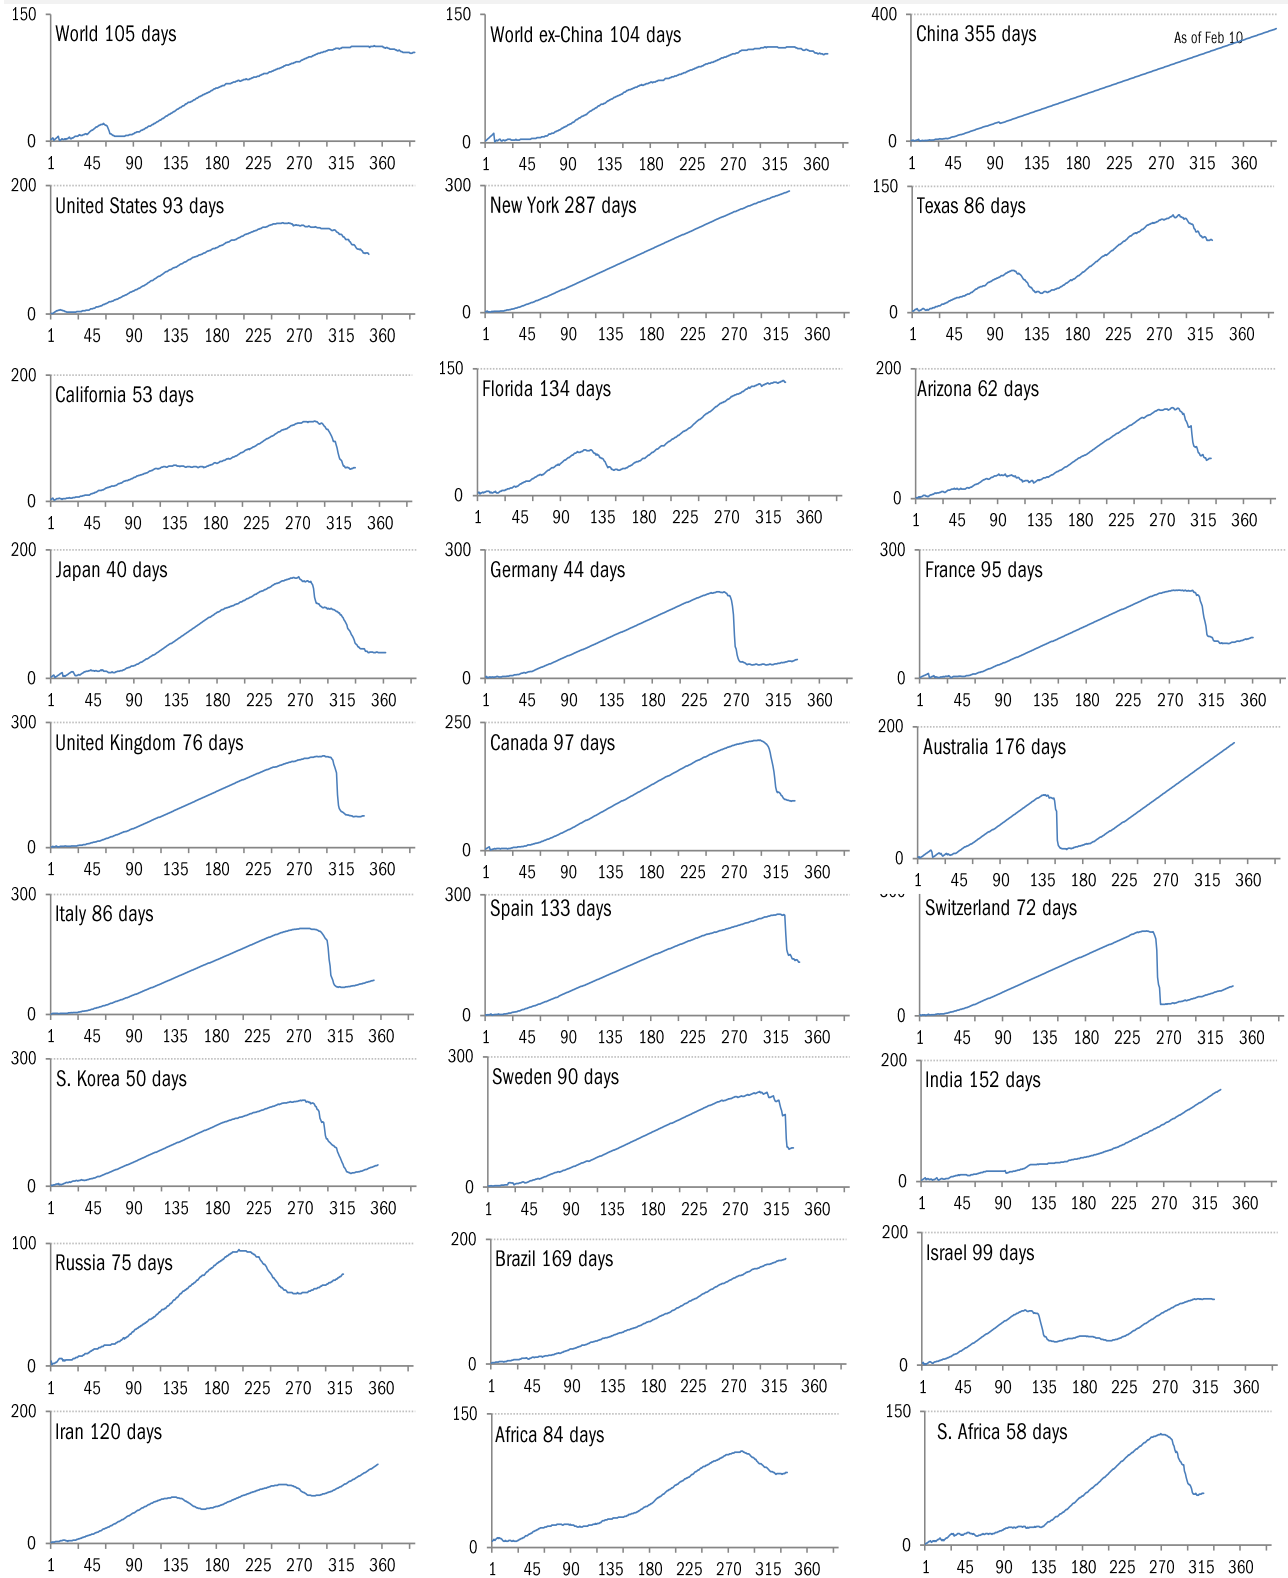 150
World 105 days
0
1 45 90 135 180 225 270 315 360
150
World ex-China 104 days
0
1 45 90 135 180 225 270 315 360
400
China 355 days
As of Feb 10
0
1 45 90 135 180 225 270 315 360
200
United States 93 days
0
1 45 90 135 180 225 270 315 360
300
New York 287 days
0
1 45 90 135 180 225 270 315 360
150
Texas 86 days
0
1 45 90 135 180 225 270 315 360
200
California 53 days
0
1 45 90 135 180 225 270 315 360
150
Florida 134 days
0
1 45 90 135 180 225 270 315 360
200
Arizona 62 days
0
1 45 90 135 180 225 270 315 360
200
Japan 40 days
0
1 45 90 135 180 225 270 315 360
300
Germany 44 days
0
1 45 90 135 180 225 270 315 360
300
France 95 days
0
1 45 90 135 180 225 270 315 360
300
United Kingdom 76 days
0
1 45 90 135 180 225 270 315 360
250
Canada 97 days
0
1 45 90 135 180 225 270 315 360
200
Australia 176 days
0
1 45 90 135 180 225 270 315 360
300
Italy 86 days
0
1 45 90 135 180 225 270 315 360
300
Spain 133 days
0
1 45 90 135 180 225 270 315 360
Switzerland 72 days
0
1 45 90 135 180 225 270 315 360
300
S. Korea 50 days
0
1 45 90 135 180 225 270 315 360
300
Sweden 90 days
0
1 45 90 135 180 225 270 315 360
200
India 152 days
0
1 45 90 135 180 225 270 315 360
100
Russia 75 days
0
1 45 90 135 180 225 270 315 360
200
Brazil 169 days
0
1 45 90 135 180 225 270 315 360
200
Israel 99 days
0
1 45 90 135 180 225 270 315 360
200
Iran 120 days
0
1 45 90 135 180 225 270 315 360
150
Africa 84 days
0
1 45 90 135 180 225 270 315 360
150
S. Africa 58 days
0
1 45 90 135 180 225 270 315 360